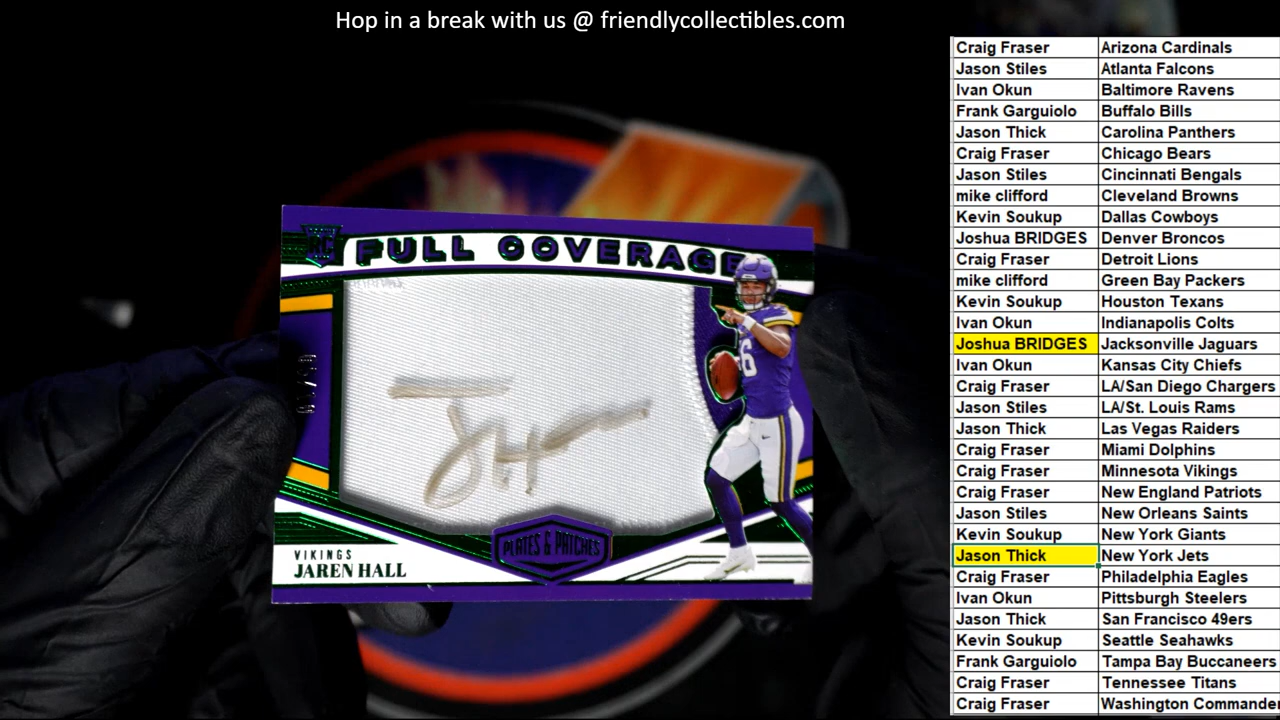 Hop in a break with us @ friendlycollectibles.com
RC FULL COVERAGE
PLATES & PATCHES
VIKINGS
JAREN HALL
Craig Fraser Arizona Cardinals
Jason Stiles Atlanta Falcons
Ivan Okun Baltimore Ravens
Frank Garguiolo Buffalo Bills
Jason Thick Carolina Panthers
Craig Fraser Chicago Bears
Jason Stiles Cincinnati Bengals
mike clifford Cleveland Browns
Kevin Soukup Dallas Cowboys
Joshua BRIDGES Denver Broncos
Craig Fraser Detroit Lions
mike clifford Green Bay Packers
Kevin Soukup Houston Texans
Ivan Okun Indianapolis Colts
Joshua BRIDGES Jacksonville Jaguars
Ivan Okun Kansas City Chiefs
Craig Fraser LA/San Diego Chargers
Jason Stiles LA/St. Louis Rams
Jason Thick Las Vegas Raiders
Craig Fraser Miami Dolphins
Craig Fraser Minnesota Vikings
Craig Fraser New England Patriots
Jason Stiles New Orleans Saints
Kevin Soukup New York Giants
Jason Thick New York Jets
Craig Fraser Philadelphia Eagles
Ivan Okun Pittsburgh Steelers
Jason Thick San Francisco 49ers
Kevin Soukup Seattle Seahawks
Frank Garguiolo Tampa Bay Buccaneers
Craig Fraser Tennessee Titans
Craig Fraser Washington Commander